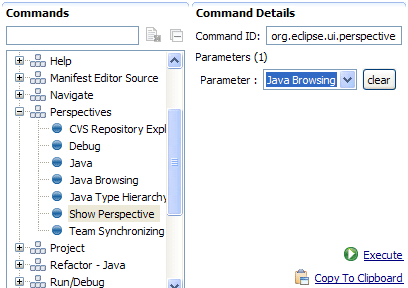 Commands
Help
Manifest Editor Source
Navigate
Perspectives
CVS Repository Expl
Debug
Java
Java Browsing
Java Type Hierarchy
Show Perspective
Team Synchronizing
Project
Refactor - Java
Run/Debug
Command Details
Command ID: org.eclipse.ui.perspective
Parameters (1)
Parameter : Java Browsing clear
Execute
Copy To Clipboard